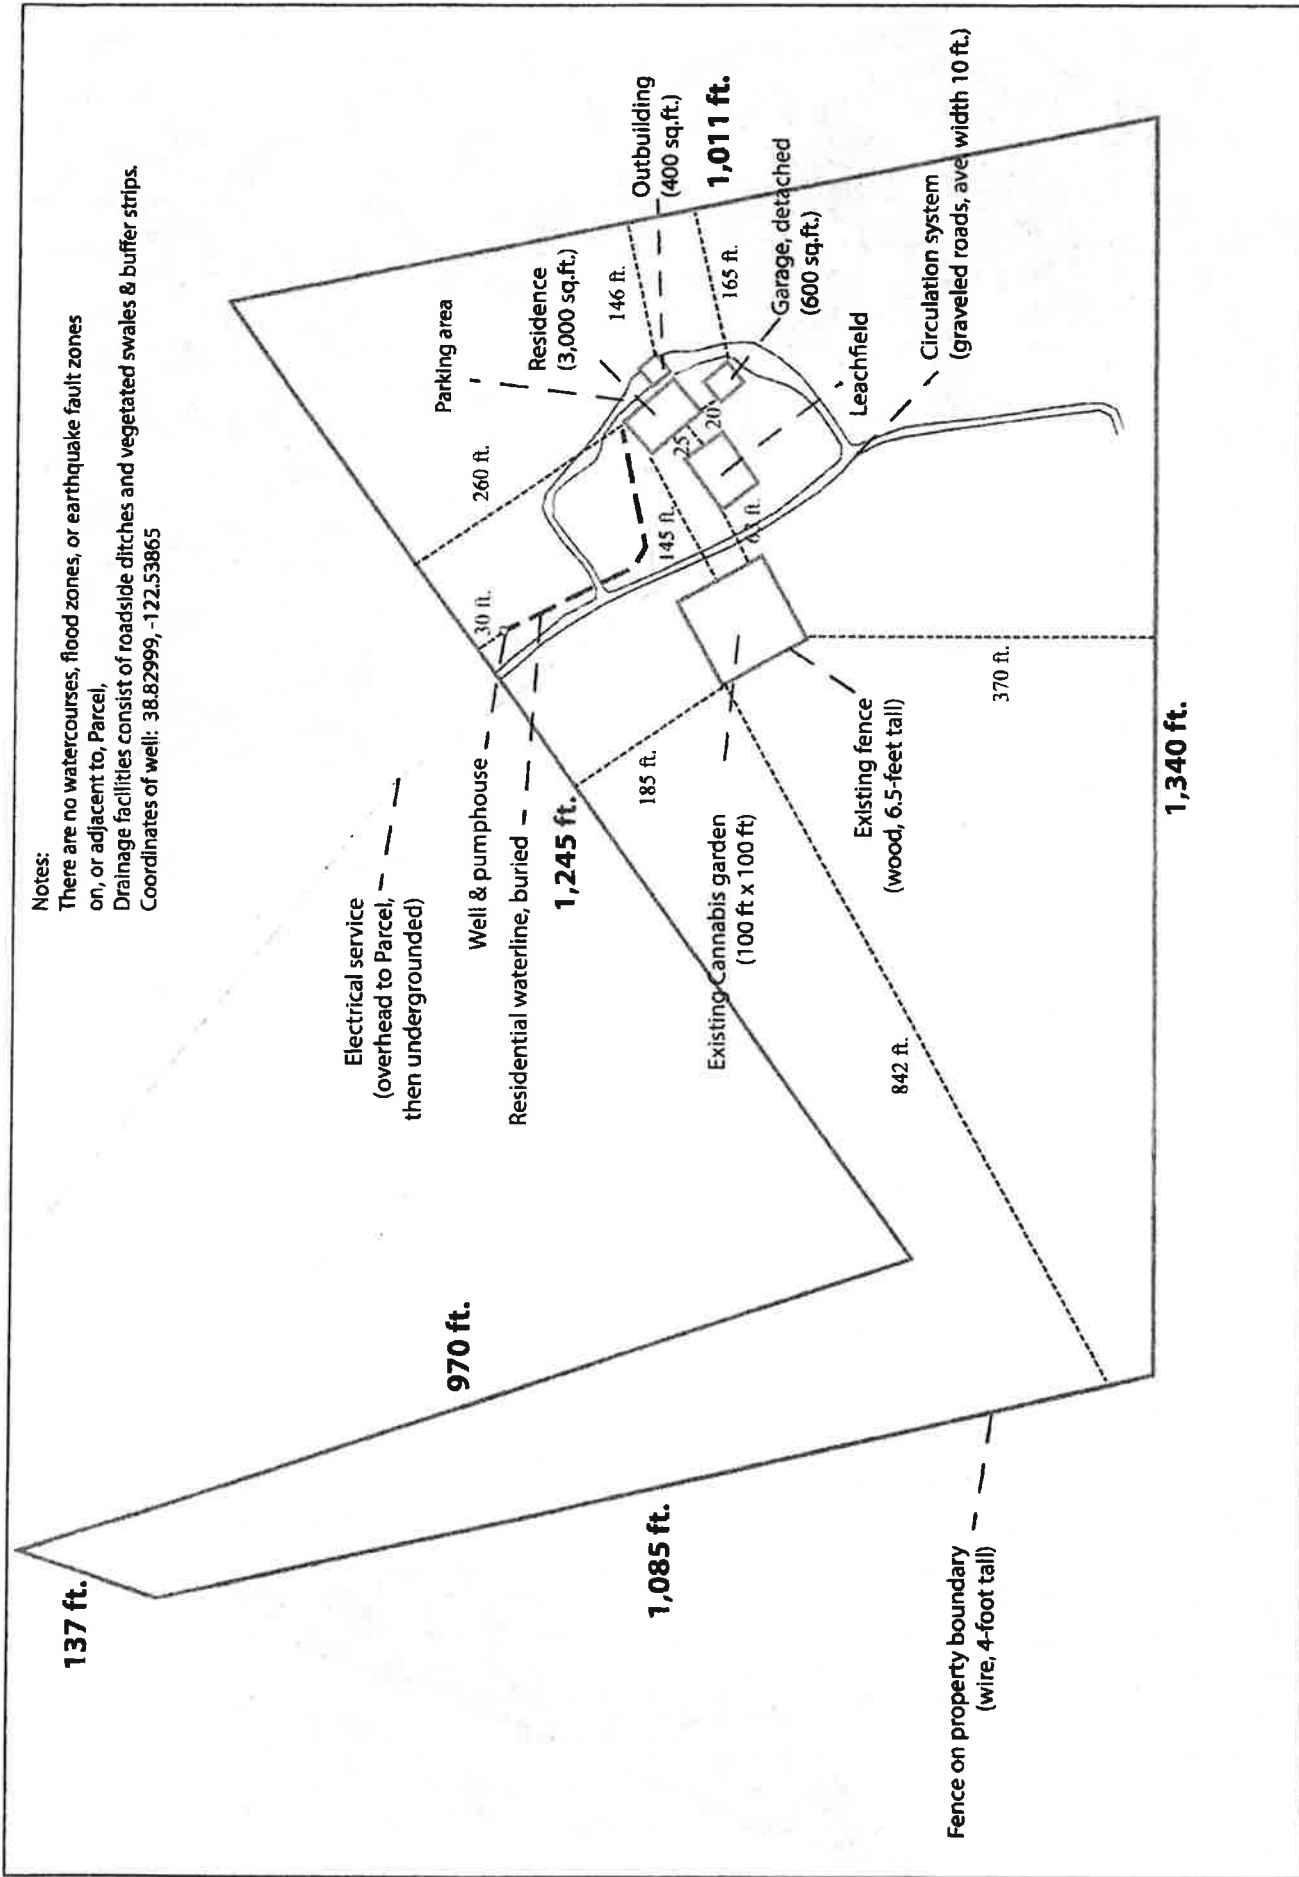 Notes:
There are no watercourses, flood zones, or earthquake fault zones
on, or adjacent to, Parcel,
Drainage facilities consist of roadside ditches and vegetated swales & buffer strips.
Coordinates of well: 38.82999, -122.53865
137 ft.
970 ft.
1,085 ft.
Fence on property boundary
(wire, 4-foot tall)
Electrical service
(overhead to Parcel,
then undergrounded)
Well & pumphouse
Residential waterline, buried
1,245 ft.
30 ft.
260 ft.
Parking area
Residence
(3,000 sq.ft.)
146 ft.
Outbuilding
(400 sq.ft.)
1,011 ft.
165 ft.
Garage, detached
(600 sq.ft.)
20'
25'
145 ft.
ft.
Leachfield
Circulation system
(graveled roads, ave. width 10 ft.)
185 ft.
Existing Cannabis garden
(100 ft x 100 ft)
Existing fence
(wood, 6.5-feet tall)
842 ft.
370 ft.
1,340 ft.